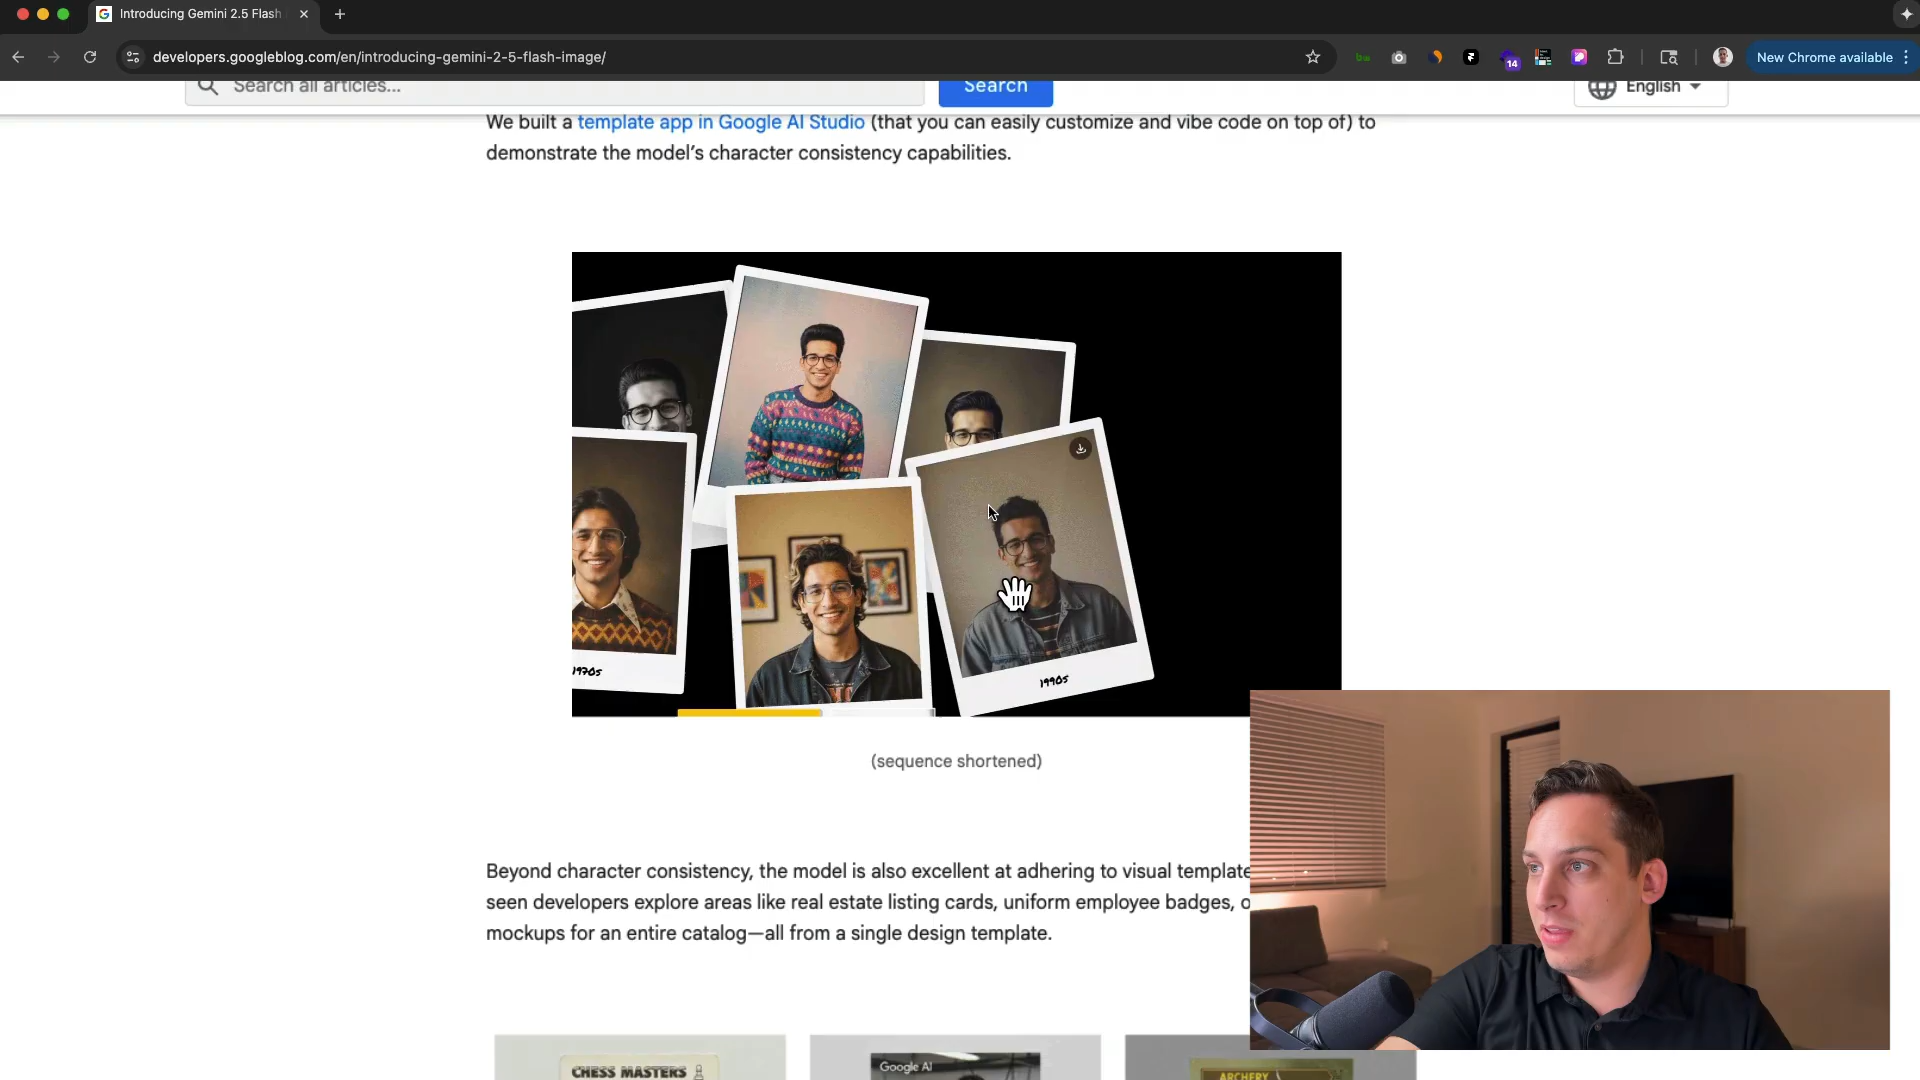 Introducing Gemini 2.5 Flash
developers.googleblog.com/en/introducing-gemini-2-5-flash-image/
14
New Chrome available
Search all articles...
Search
English
We built a template app in Google AI Studio (that you can easily customize and vibe code on top of) to
demonstrate the model’s character consistency capabilities.
1970s
1990s
(sequence shortened)
Beyond character consistency, the model is also excellent at adhering to visual template
seen developers explore areas like real estate listing cards, uniform employee badges, o
mockups for an entire catalog—all from a single design template.
CHESS MASTERS
Google AI
ARCHERY